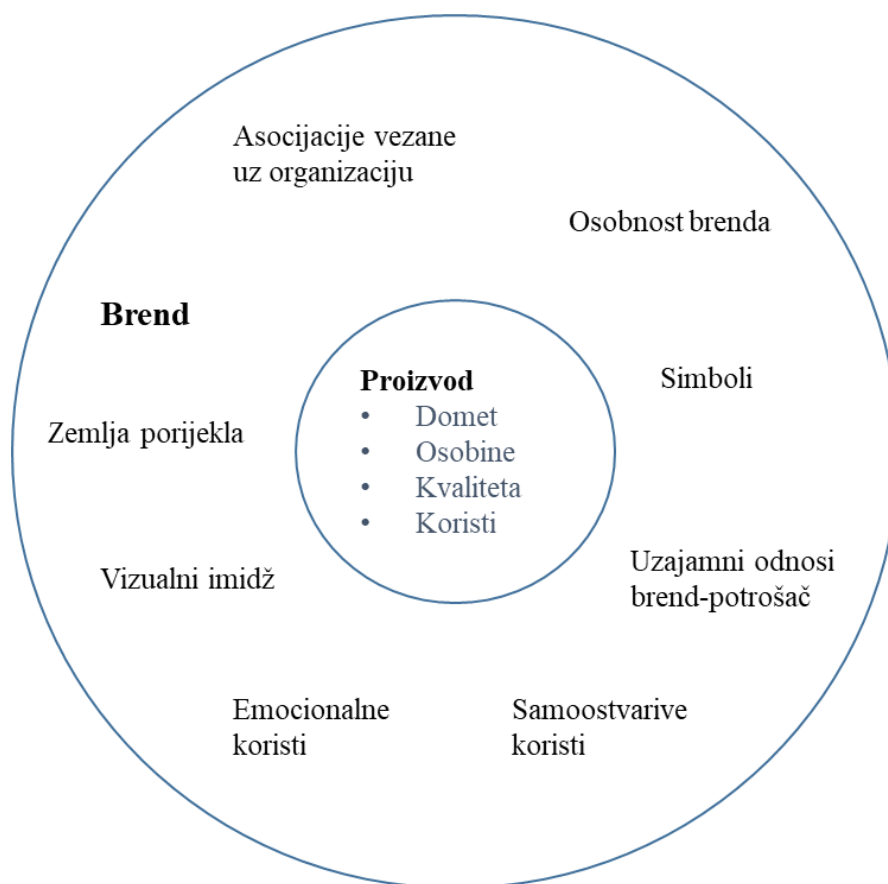 Asocijacije vezane
uz organizaciju
Osobnost brenda
Brend
Proizvod
• Domet
• Osobine
• Kvaliteta
• Koristi
Simboli
Zemlja porijekla
Vizualni imidž
Uzajamni odnosi
brend-potrošač
Emocionalne
koristi
Samoostvarive
koristi